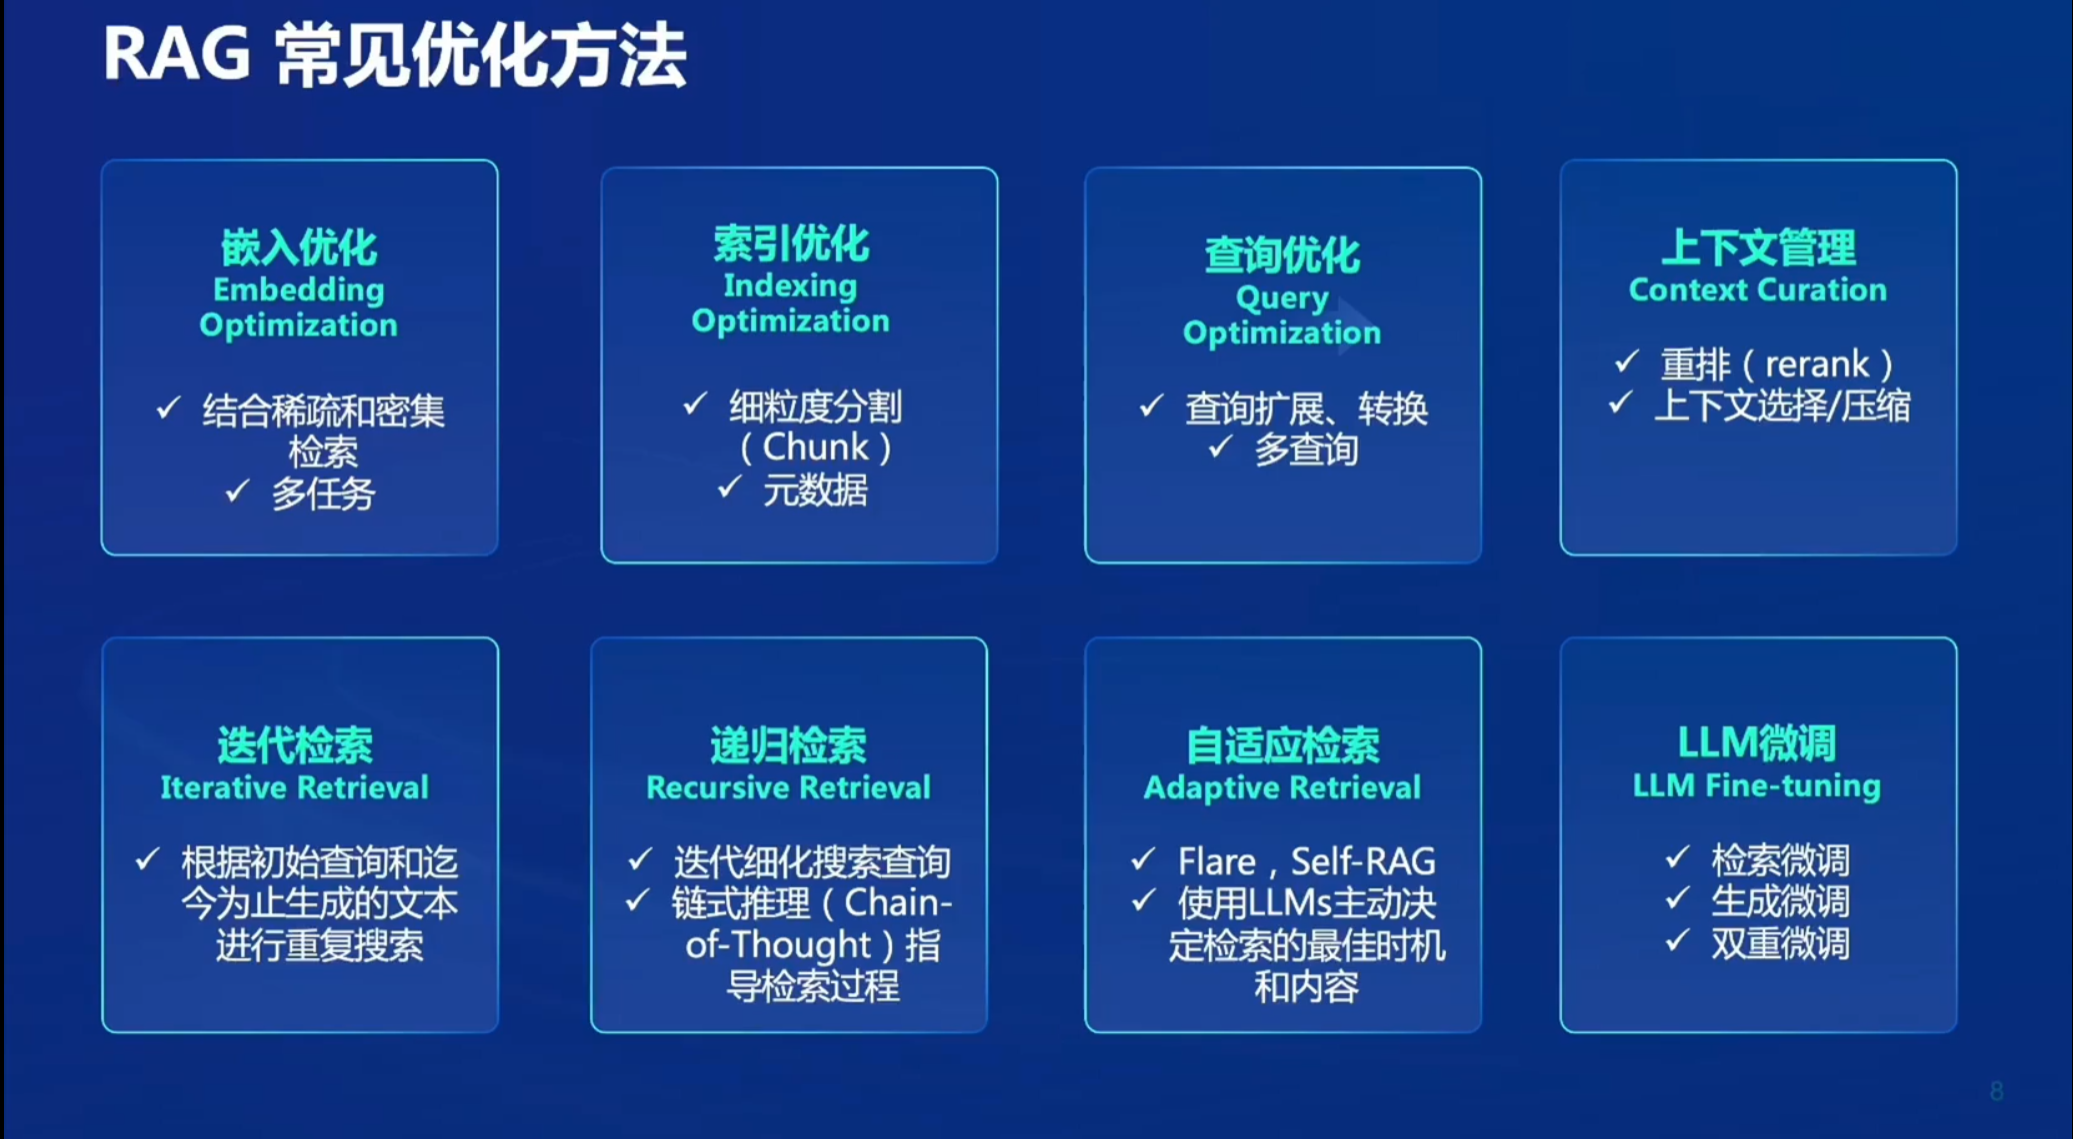 RAG 常见优化方法
嵌入优化
Embedding
Optimization
✓ 结合稀疏和密集
检索
✓ 多任务
索引优化
Indexing
Optimization
✓ 细粒度分割
（Chunk）
✓ 元数据
查询优化
Query
Optimization
✓ 查询扩展、转换
✓ 多查询
上下文管理
Context Curation
✓ 重排（rerank）
✓ 上下文选择/压缩
迭代检索
Iterative Retrieval
✓ 根据初始查询和迄
今为止生成的文本
进行重复搜索
递归检索
Recursive Retrieval
✓ 迭代细化搜索查询
✓ 链式推理（Chain-
of-Thought）指
导检索过程
自适应检索
Adaptive Retrieval
✓ Flare，Self-RAG
✓ 使用LLMs主动决
定检索的最佳时机
和内容
LLM微调
LLM Fine-tuning
✓ 检索微调
✓ 生成微调
✓ 双重微调
8